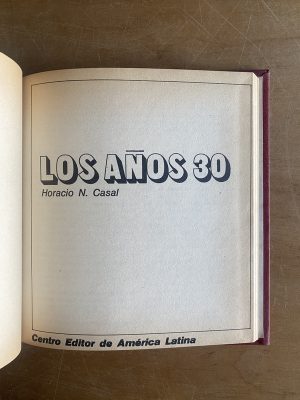 LOS AÑOS 30
Horacio N. Casal
Centro Editor de América Latina